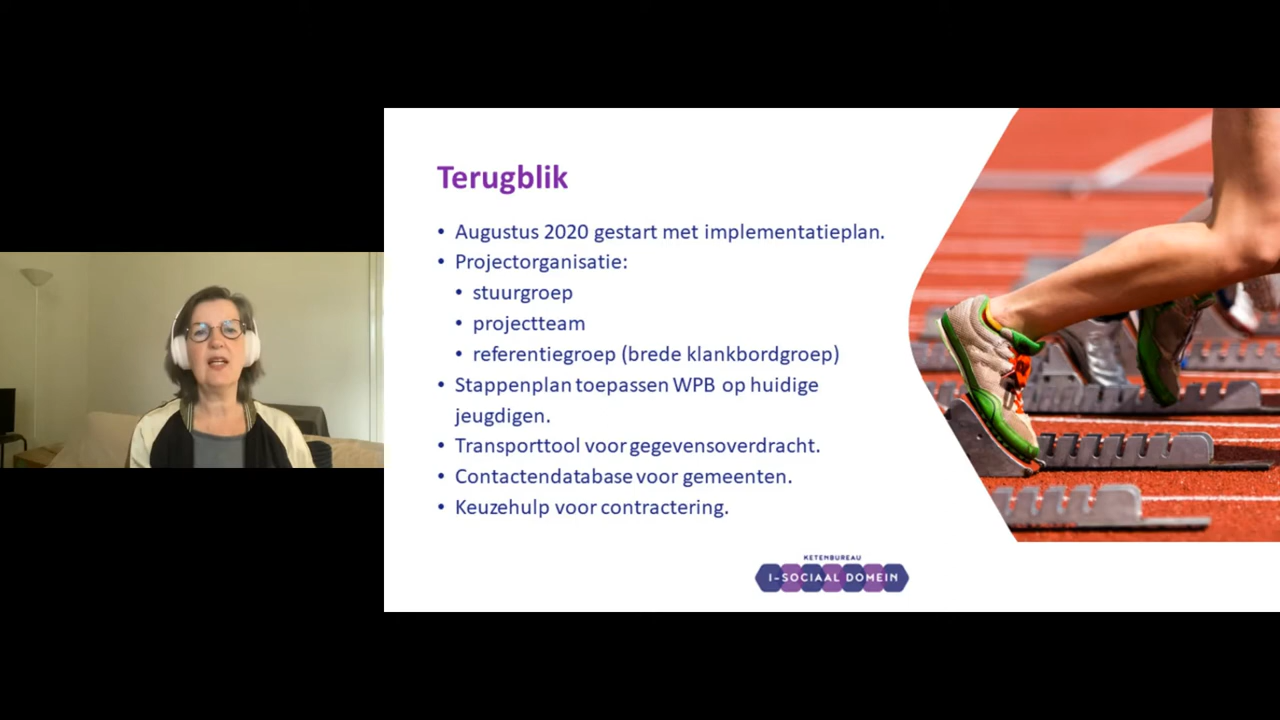 Terugblik
• Augustus 2020 gestart met implementatieplan.
• Projectorganisatie:
• stuurgroep
• projectteam
• referentiegroep (brede klankbordgroep)
• Stappenplan toepassen WPB op huidige
jeugdigen.
• Transporttool voor gegevensoverdracht.
• Contactendatabase voor gemeenten.
• Keuzehulp voor contractering.
KETENBUREAU
I-SOCIAAL DOMEIN